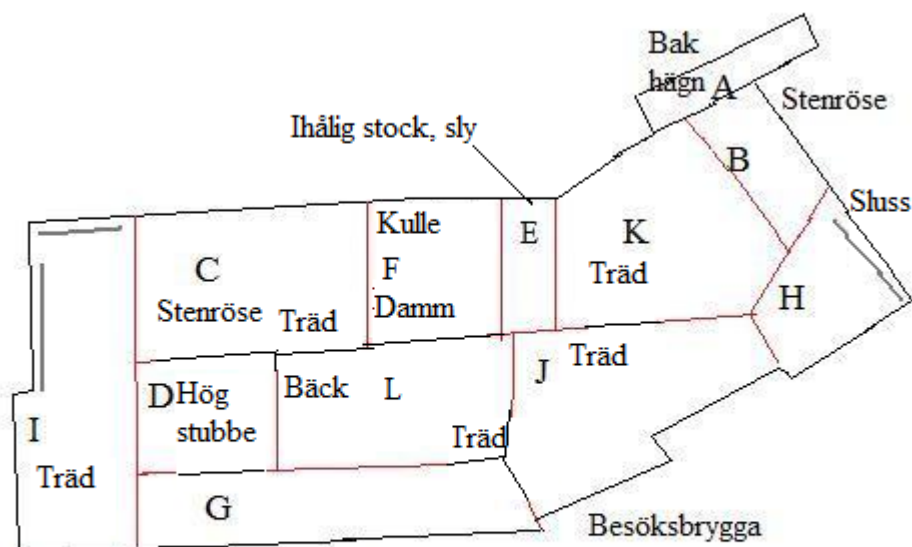 Bak
hägn
A
Stenröse
Ihålig stock, sly
B
Sluss
Kulle
E
K
C
F
Träd
H
Stenröse
Träd
Damm
J
Träd
D
Hög
stubbe
Bäck
L
I
Träd
Träd
G
Besöksbrygga